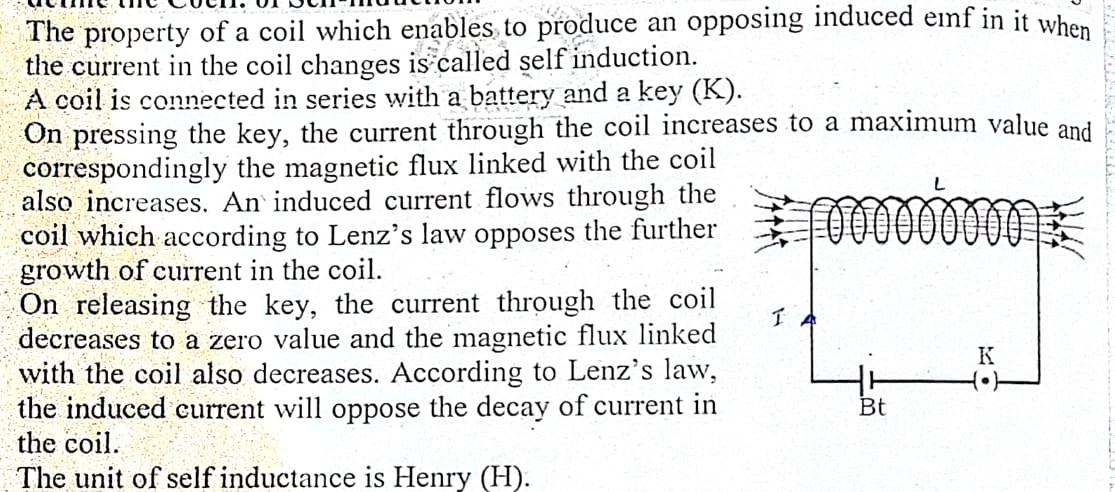 The property of a coil which enables to produce an opposing induced emf in it when
the current in the coil changes is called self induction.
A coil is connected in series with a battery and a key (K).
On pressing the key, the current through the coil increases to a maximum value and
correspondingly the magnetic flux linked with the coil
also increases. An induced current flows through the
coil which according to Lenz's law opposes the further
growth of current in the coil.
On releasing the key, the current through the coil
decreases to a zero value and the magnetic flux linked
with the coil also decreases. According to Lenz's law,
the induced current will oppose the decay of current in
the coil.
The unit of self inductance is Henry (H).
L
I
K
Bt